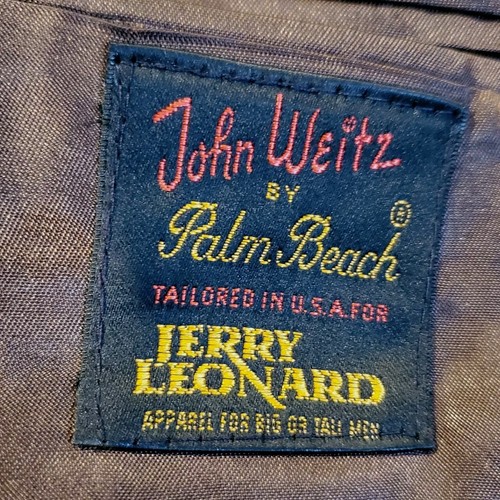 John Weitz
BY
Palm Beach®
TAILORED IN U.S.A. FOR
JERRY
LEONARD
APPAREL FOR BIG OR TALL MEN